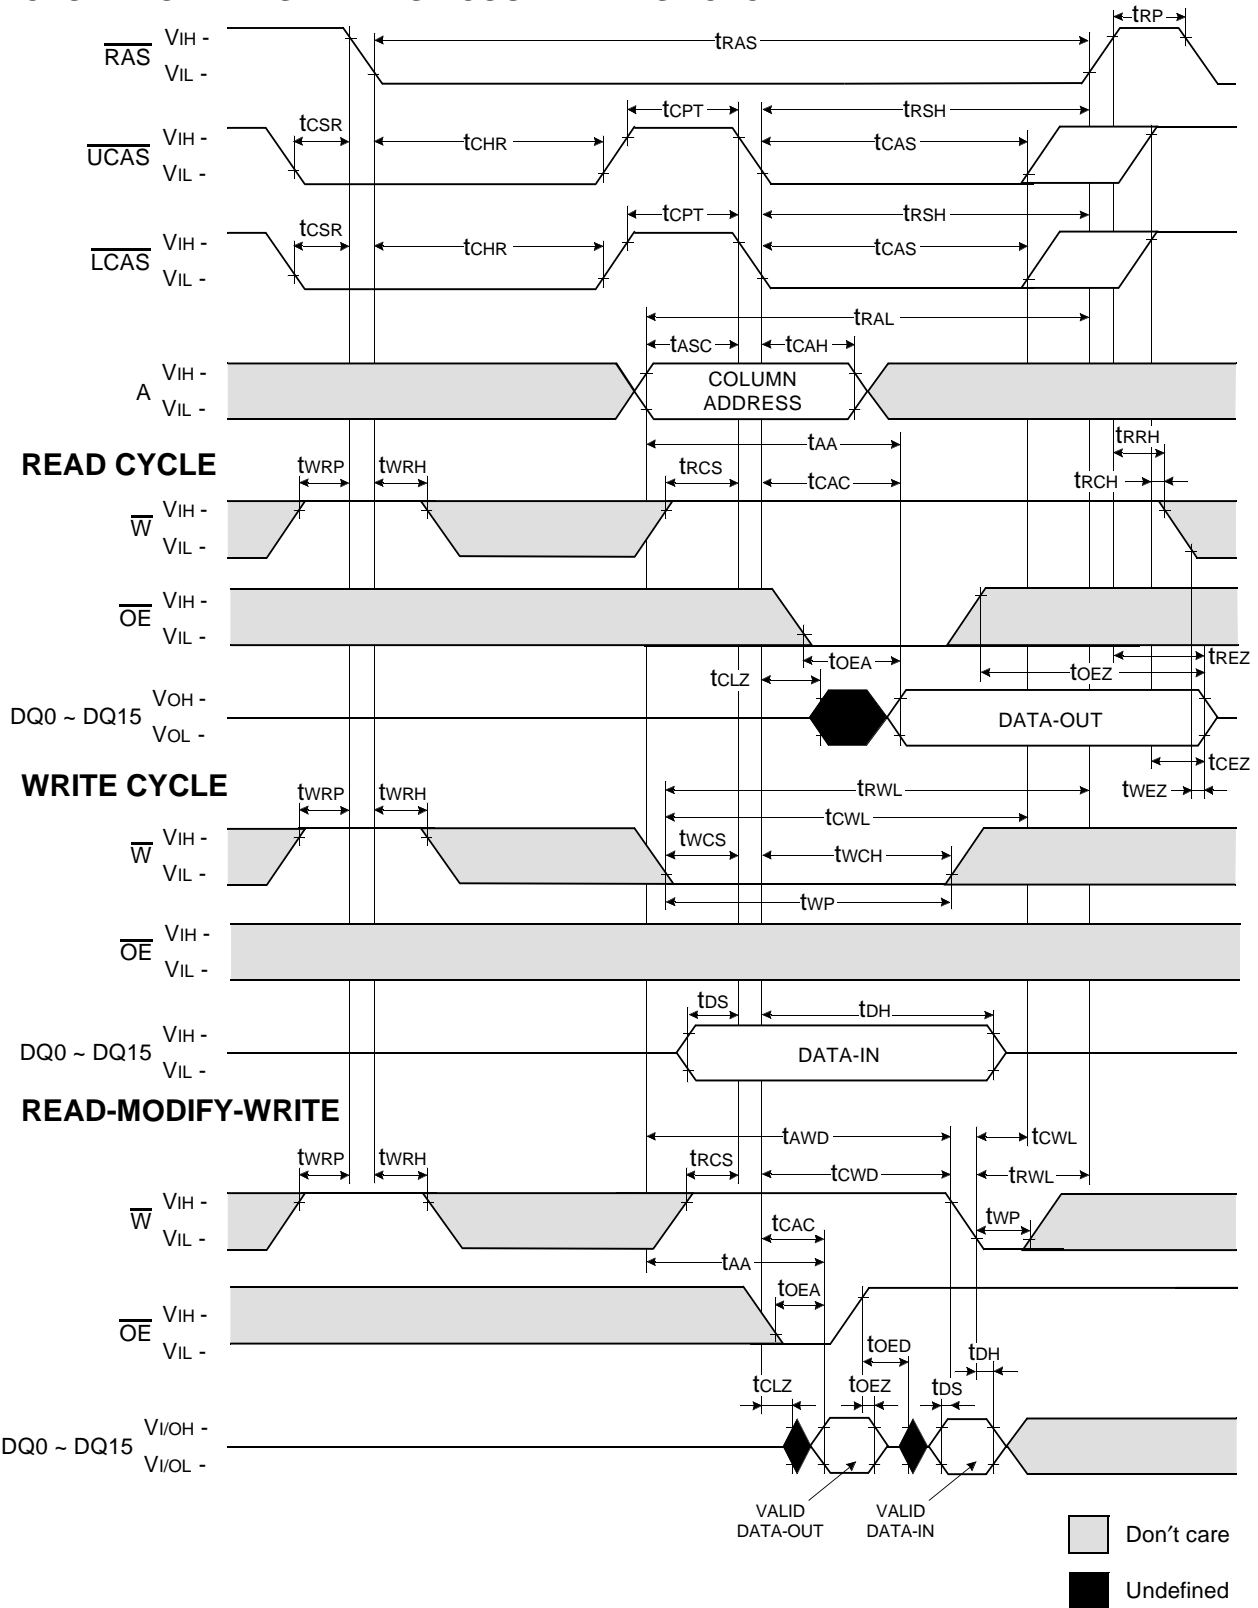 tRP
VIH -
RAS
VIL -
tRAS
tCPT
tRSH
tCSR
VIH -
UCAS
VIL -
tCHR
tCAS
tCPT
tRSH
tCSR
VIH -
LCAS
VIL -
tCHR
tCAS
tRAL
tASC
tCAH
VIH -
A
VIL -
COLUMN
ADDRESS
tAA
tRRH
READ CYCLE
tWRP
tWRH
tRCS
tCAC
tRCH
VIH -
W
VIL -
VIH -
OE
VIL -
tOEA
tREZ
tOEZ
tCLZ
VOH -
DQ0 ~ DQ15
VOL -
DATA-OUT
tCEZ
WRITE CYCLE
tWRP
tWRH
tRWL
tWEZ
tCWL
VIH -
W
VIL -
tWCS
tWCH
tWP
VIH -
OE
VIL -
tDS
tDH
VIH -
DQ0 ~ DQ15
VIL -
DATA-IN
READ-MODIFY-WRITE
tAWD
tCWL
tWRP
tWRH
tRCS
tCWD
tRWL
VIH -
W
VIL -
tCAC
tWP
tAA
tOEA
VIH -
OE
VIL -
tOED
tDH
tCLZ
tOEZ
tDS
VI/OH -
DQ0 ~ DQ15
VI/OL -
VALID
DATA-OUT
VALID
DATA-IN
Don′t care
Undefined